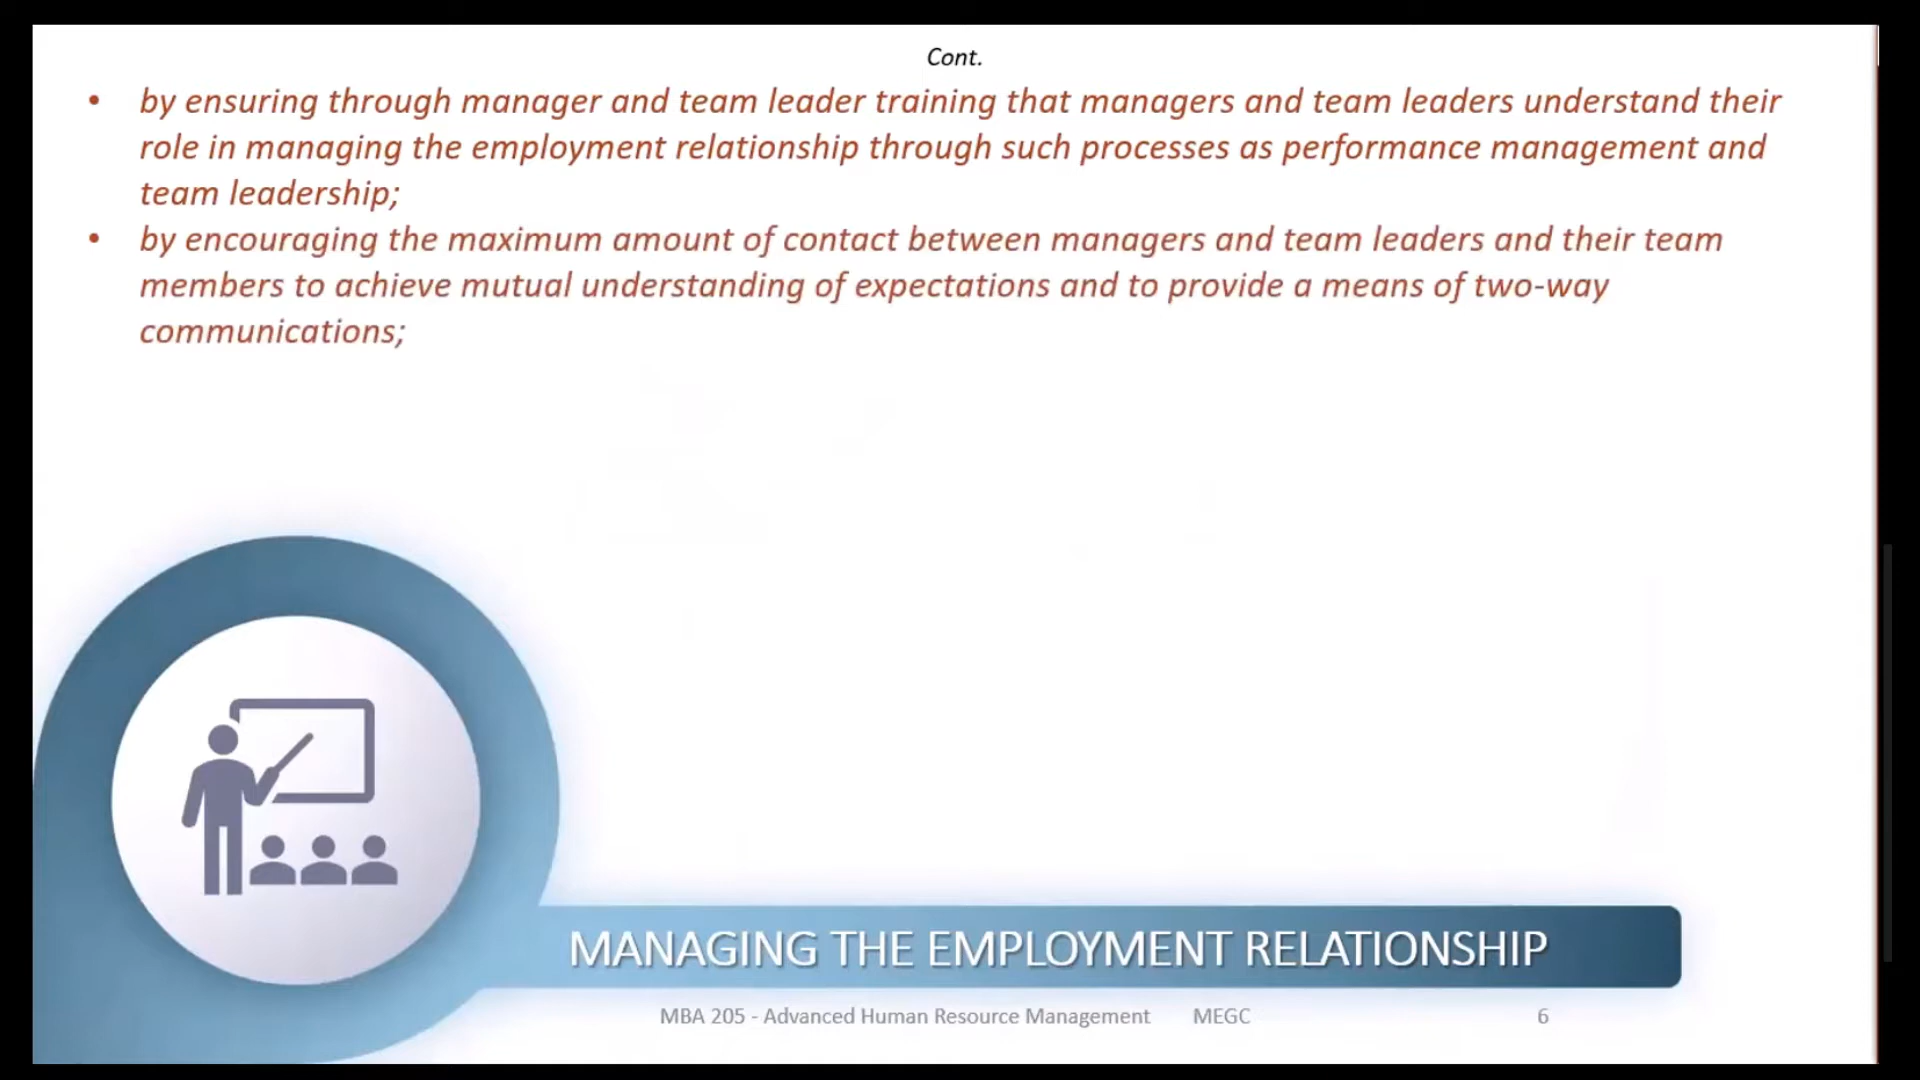 Cont.
• by ensuring through manager and team leader training that managers and team leaders understand their
role in managing the employment relationship through such processes as performance management and
team leadership;
• by encouraging the maximum amount of contact between managers and team leaders and their team
members to achieve mutual understanding of expectations and to provide a means of two-way
communications;
MANAGING THE EMPLOYMENT RELATIONSHIP
MBA 205 - Advanced Human Resource Management MEGC 6